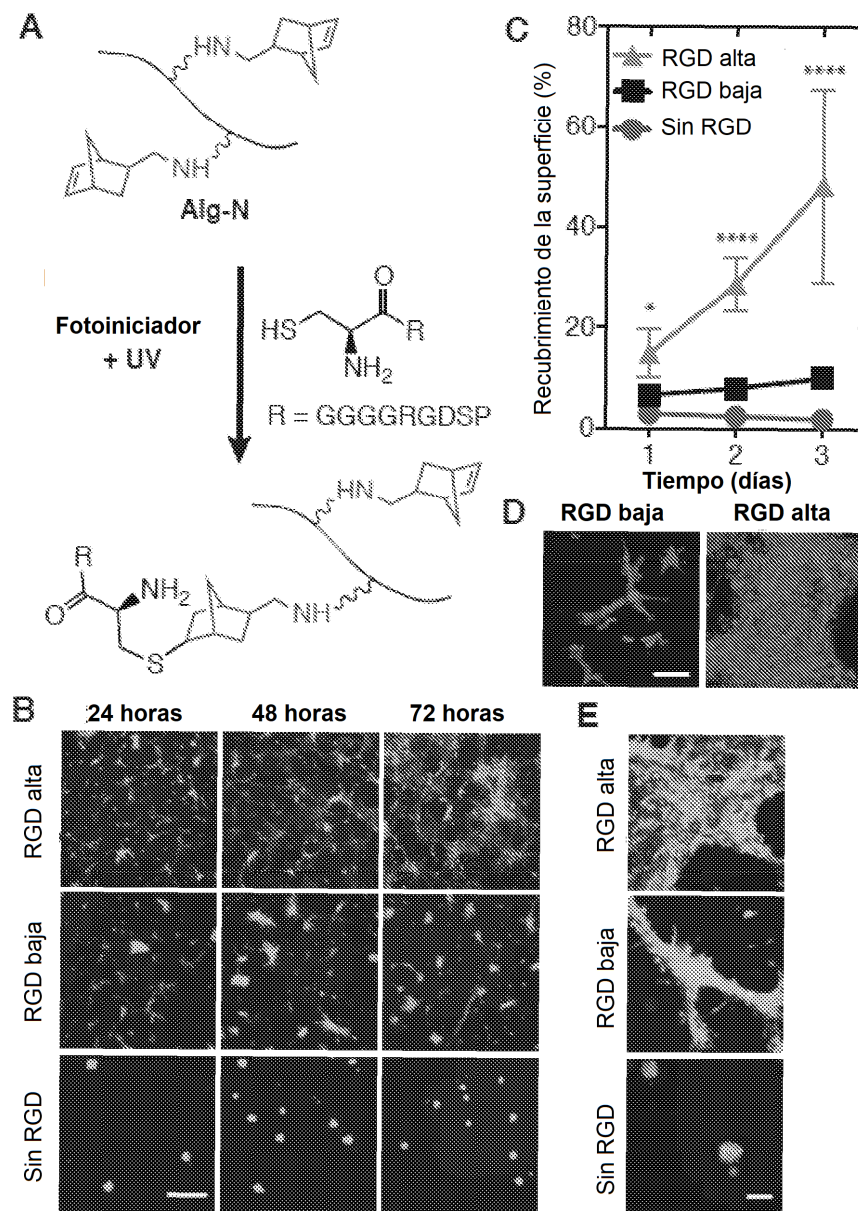 A
HN
NH
Alg-N
Fotoiniciador
+ UV
O
HS
R
NH₂
R = GGGGRGDSP
HN
R
NH₂
O
NH
S
C
80
60
40
20
0
1
2
3
Recubrimiento de la superficie (%)
Tiempo (días)
RGD alta
RGD baja
Sin RGD
*
****
****
D
RGD baja
RGD alta
B
24 horas
48 horas
72 horas
RGD alta
RGD baja
Sin RGD
E
RGD alta
RGD baja
Sin RGD